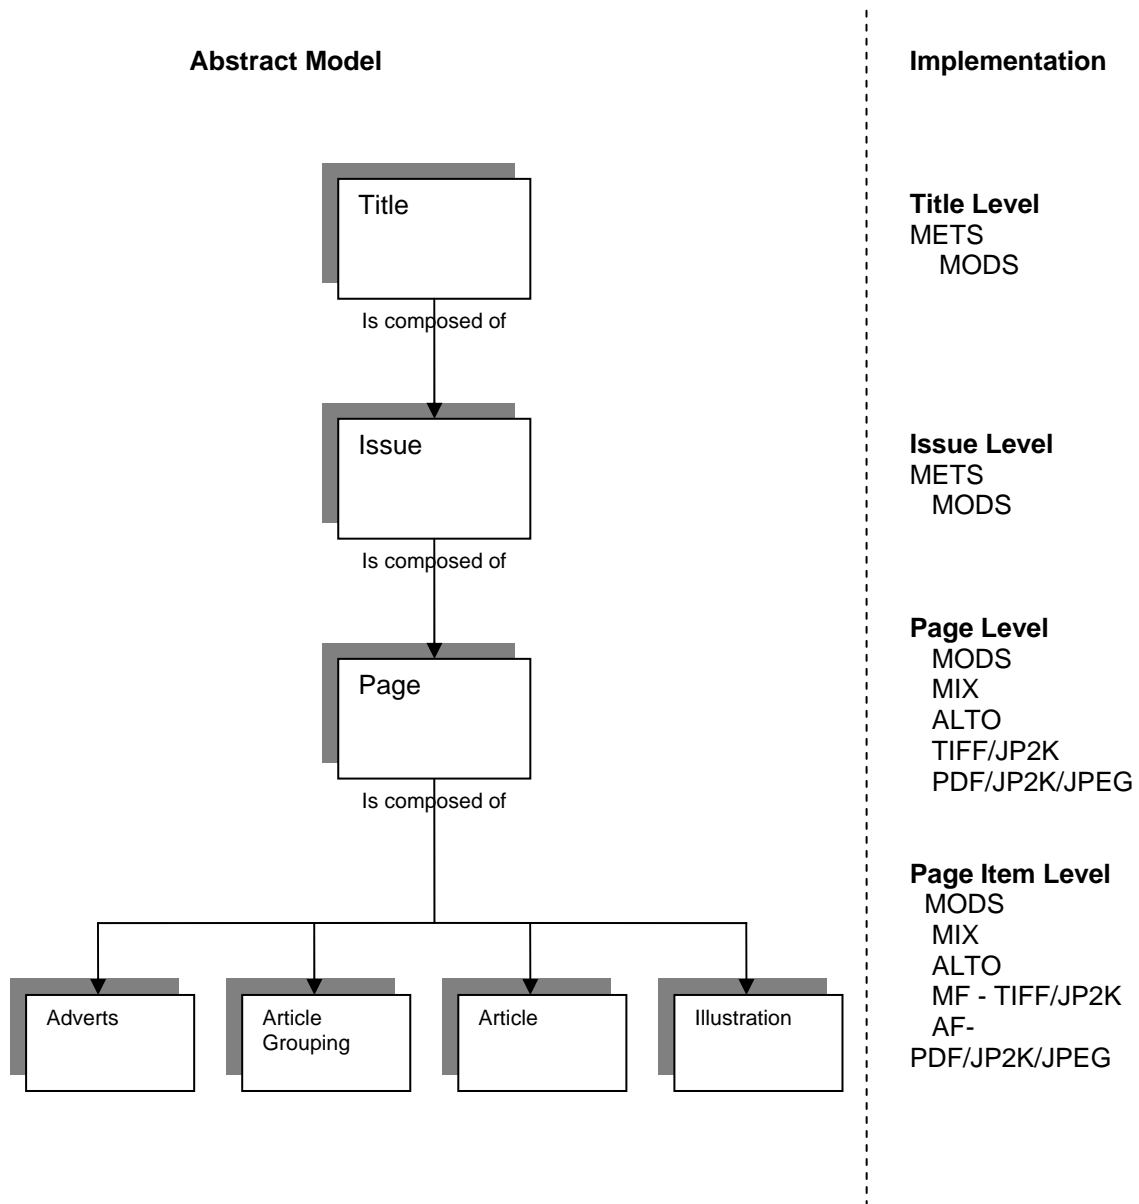 Abstract Model
Implementation
Title
Title Level
METS
MODS
Is composed of
Issue
Issue Level
METS
MODS
Is composed of
Page
Page Level
MODS
MIX
ALTO
TIFF/JP2K
PDF/JP2K/JPEG
Is composed of
Page Item Level
MODS
MIX
ALTO
MF - TIFF/JP2K
AF-
PDF/JP2K/JPEG
Adverts
Article
Grouping
Article
Illustration